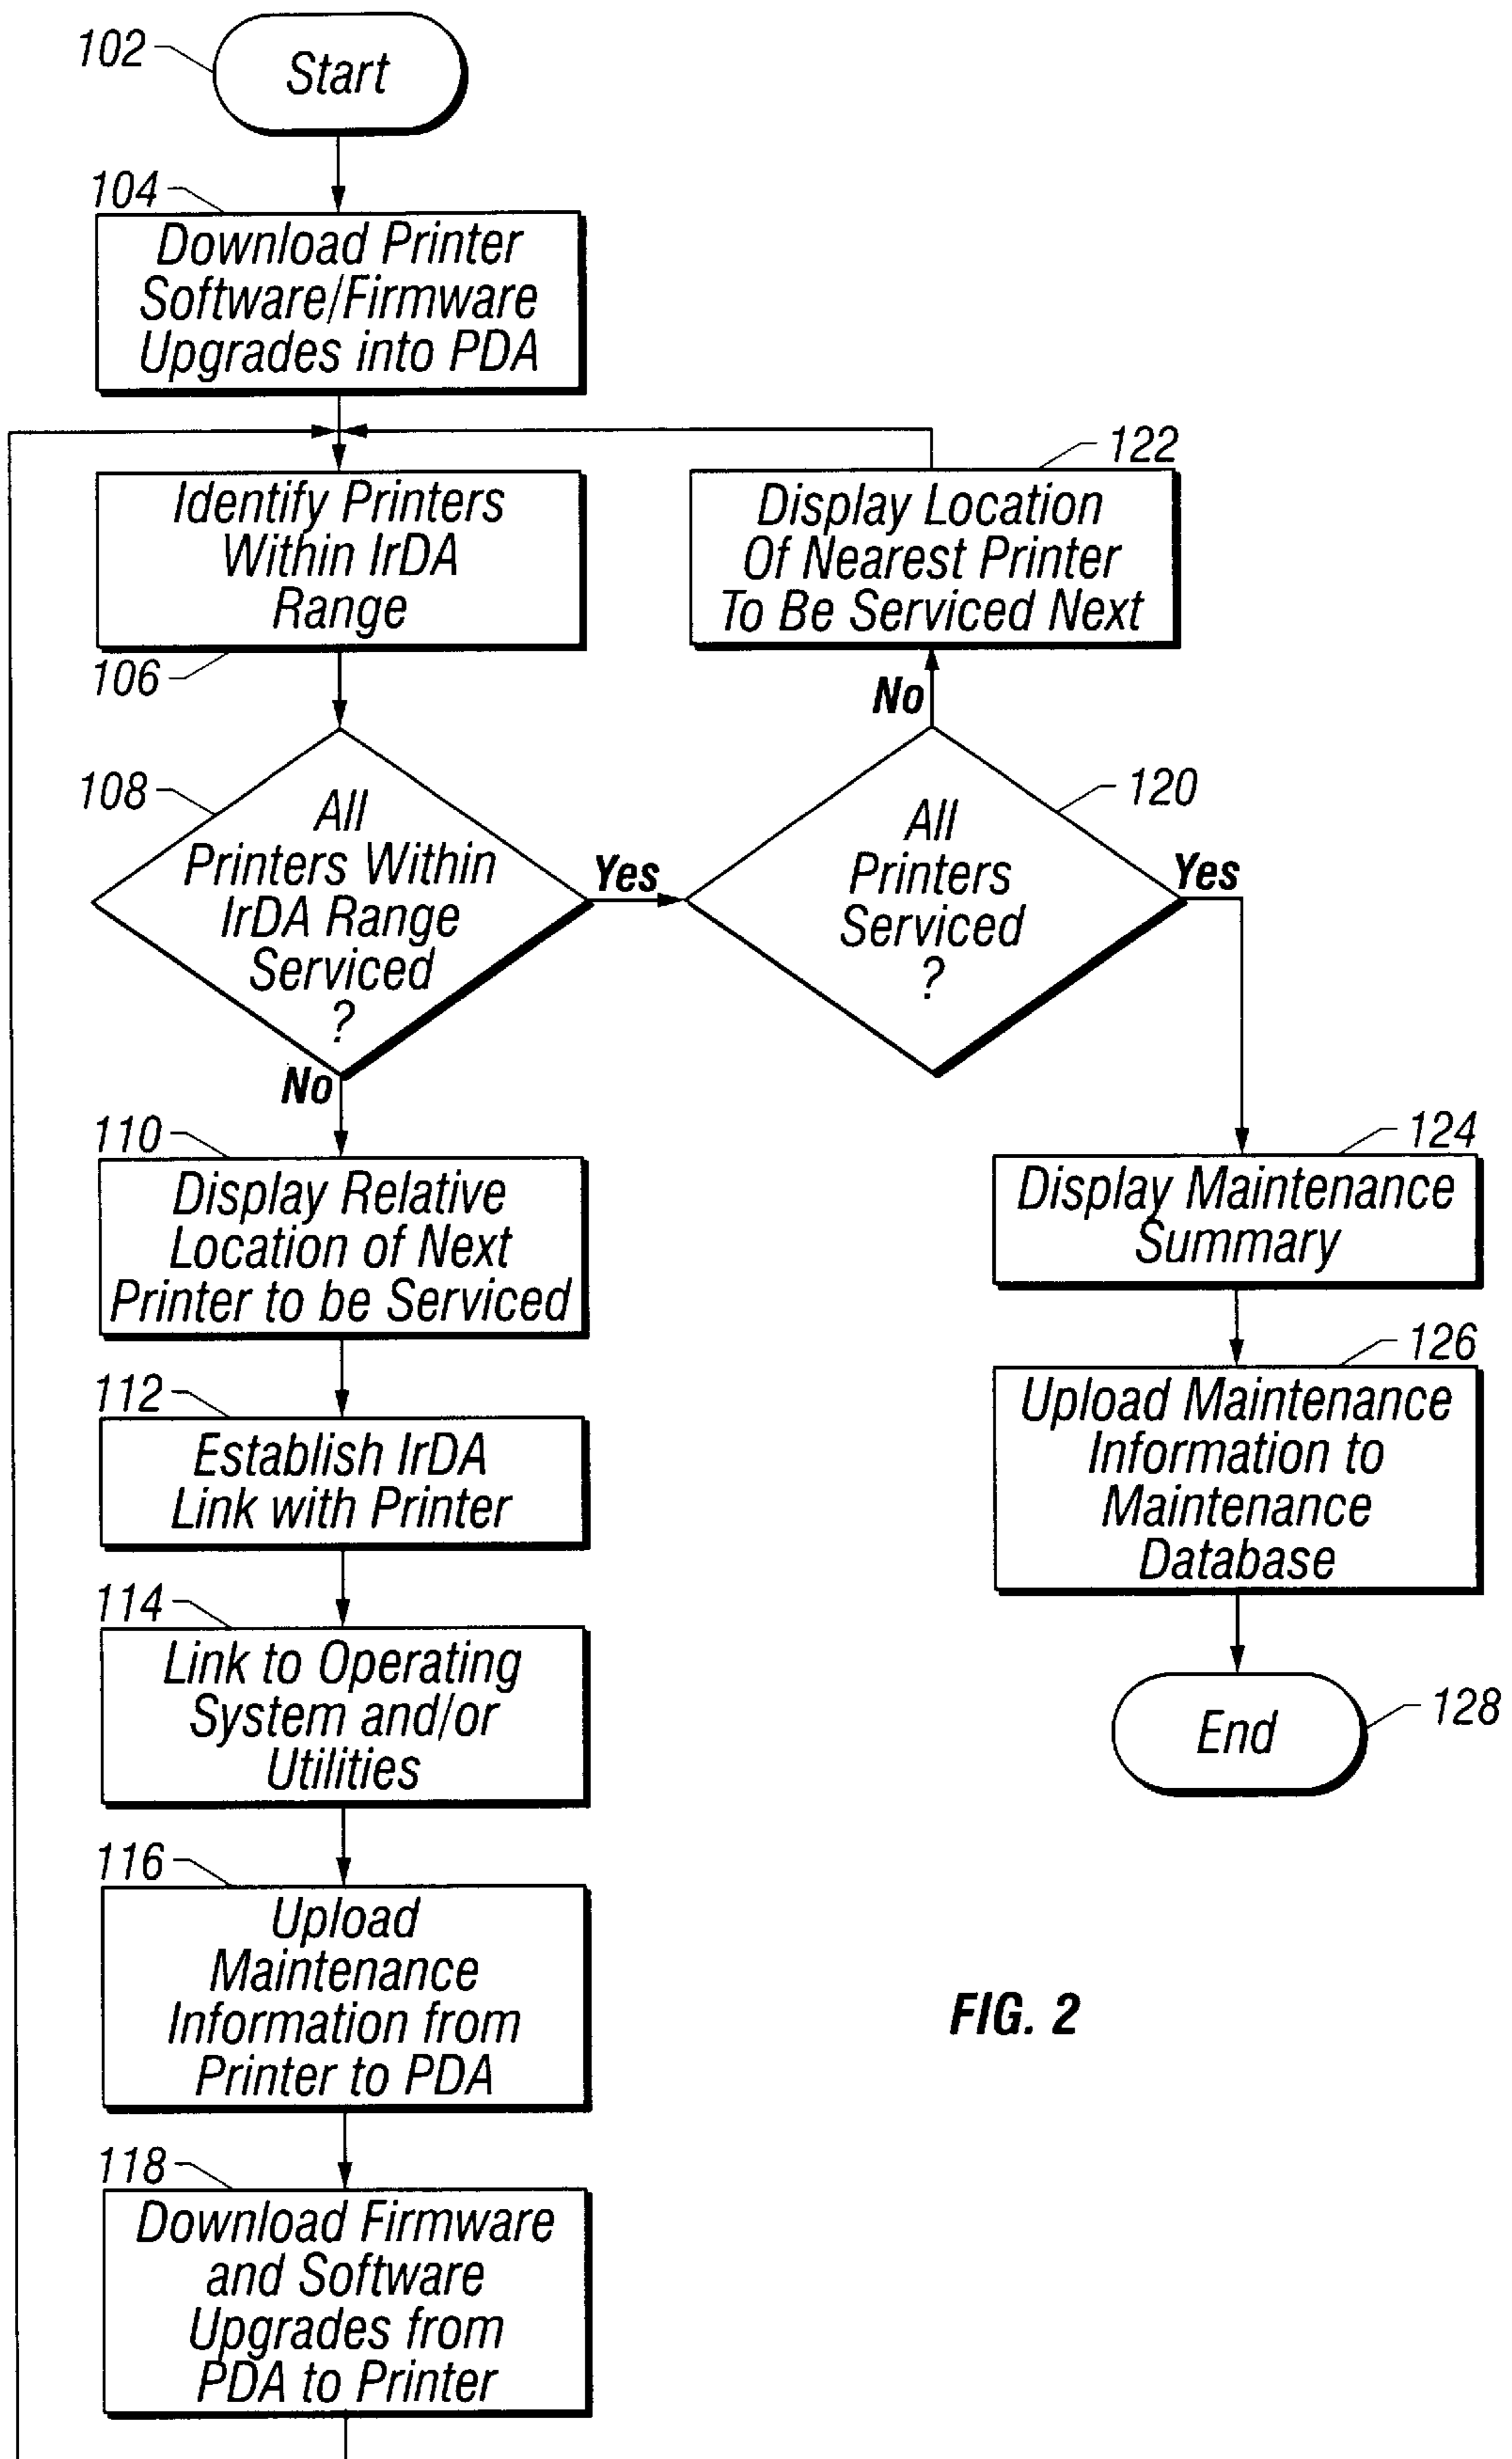 102
Start
104
Download Printer
Software/Firmware
Upgrades into PDA
Identify Printers
Within IrDA
Range
106
108
All
Printers Within
IrDA Range
Serviced
?
Yes
No
110
Display Relative
Location of Next
Printer to be Serviced
112
Establish IrDA
Link with Printer
114
Link to Operating
System and/or
Utilities
116
Upload
Maintenance
Information from
Printer to PDA
118
Download Firmware
and Software
Upgrades from
PDA to Printer
122
Display Location
Of Nearest Printer
To Be Serviced Next
No
120
All
Printers
Serviced
?
Yes
124
Display Maintenance
Summary
126
Upload Maintenance
Information to
Maintenance
Database
End
128
FIG. 2